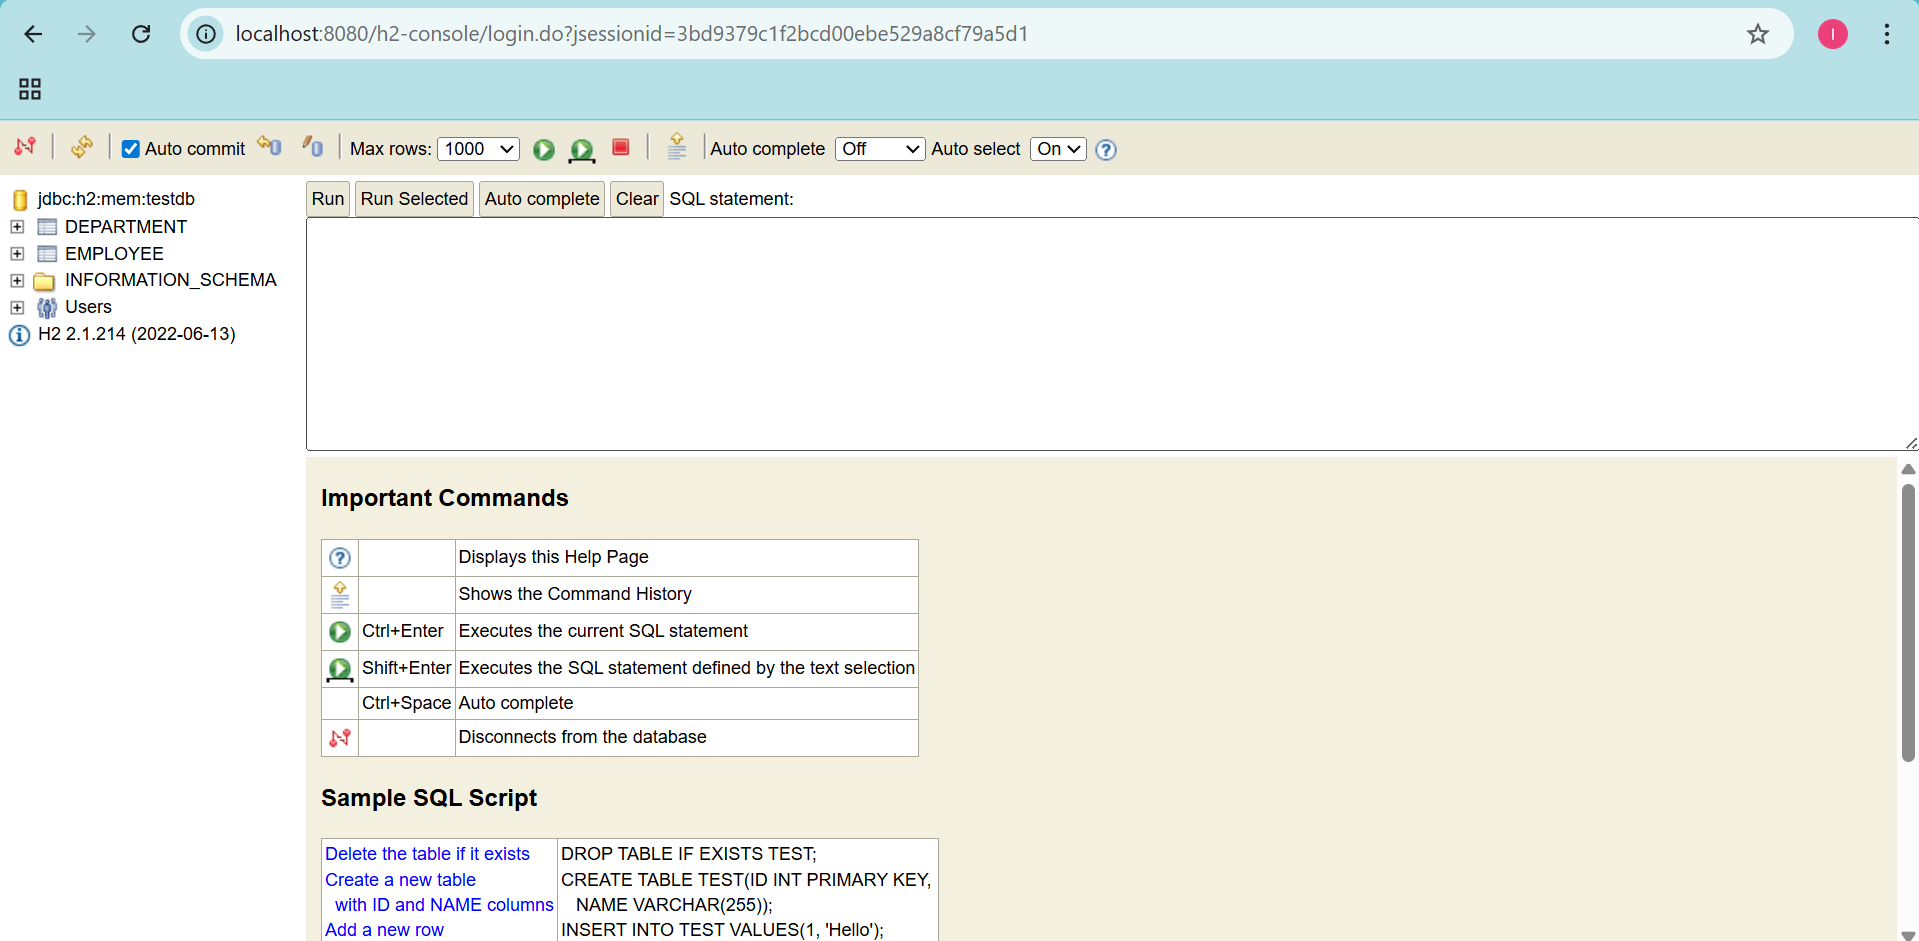 localhost:8080/h2-console/login.do?jsessionid=3bd9379c1f2bcd00ebe529a8cf79a5d1
I
Auto commit Max rows: 1000 Auto complete Off Auto select On
jdbc:h2:mem:testdb
DEPARTMENT
EMPLOYEE
INFORMATION_SCHEMA
Users
H2 2.1.214 (2022-06-13)
Run Run Selected Auto complete Clear SQL statement:
Important Commands
Displays this Help Page
Shows the Command History
Ctrl+Enter Executes the current SQL statement
Shift+Enter Executes the SQL statement defined by the text selection
Ctrl+Space Auto complete
Disconnects from the database
Sample SQL Script
Delete the table if it exists DROP TABLE IF EXISTS TEST;
Create a new table CREATE TABLE TEST(ID INT PRIMARY KEY,
with ID and NAME columns NAME VARCHAR(255));
Add a new row INSERT INTO TEST VALUES(1, 'Hello');